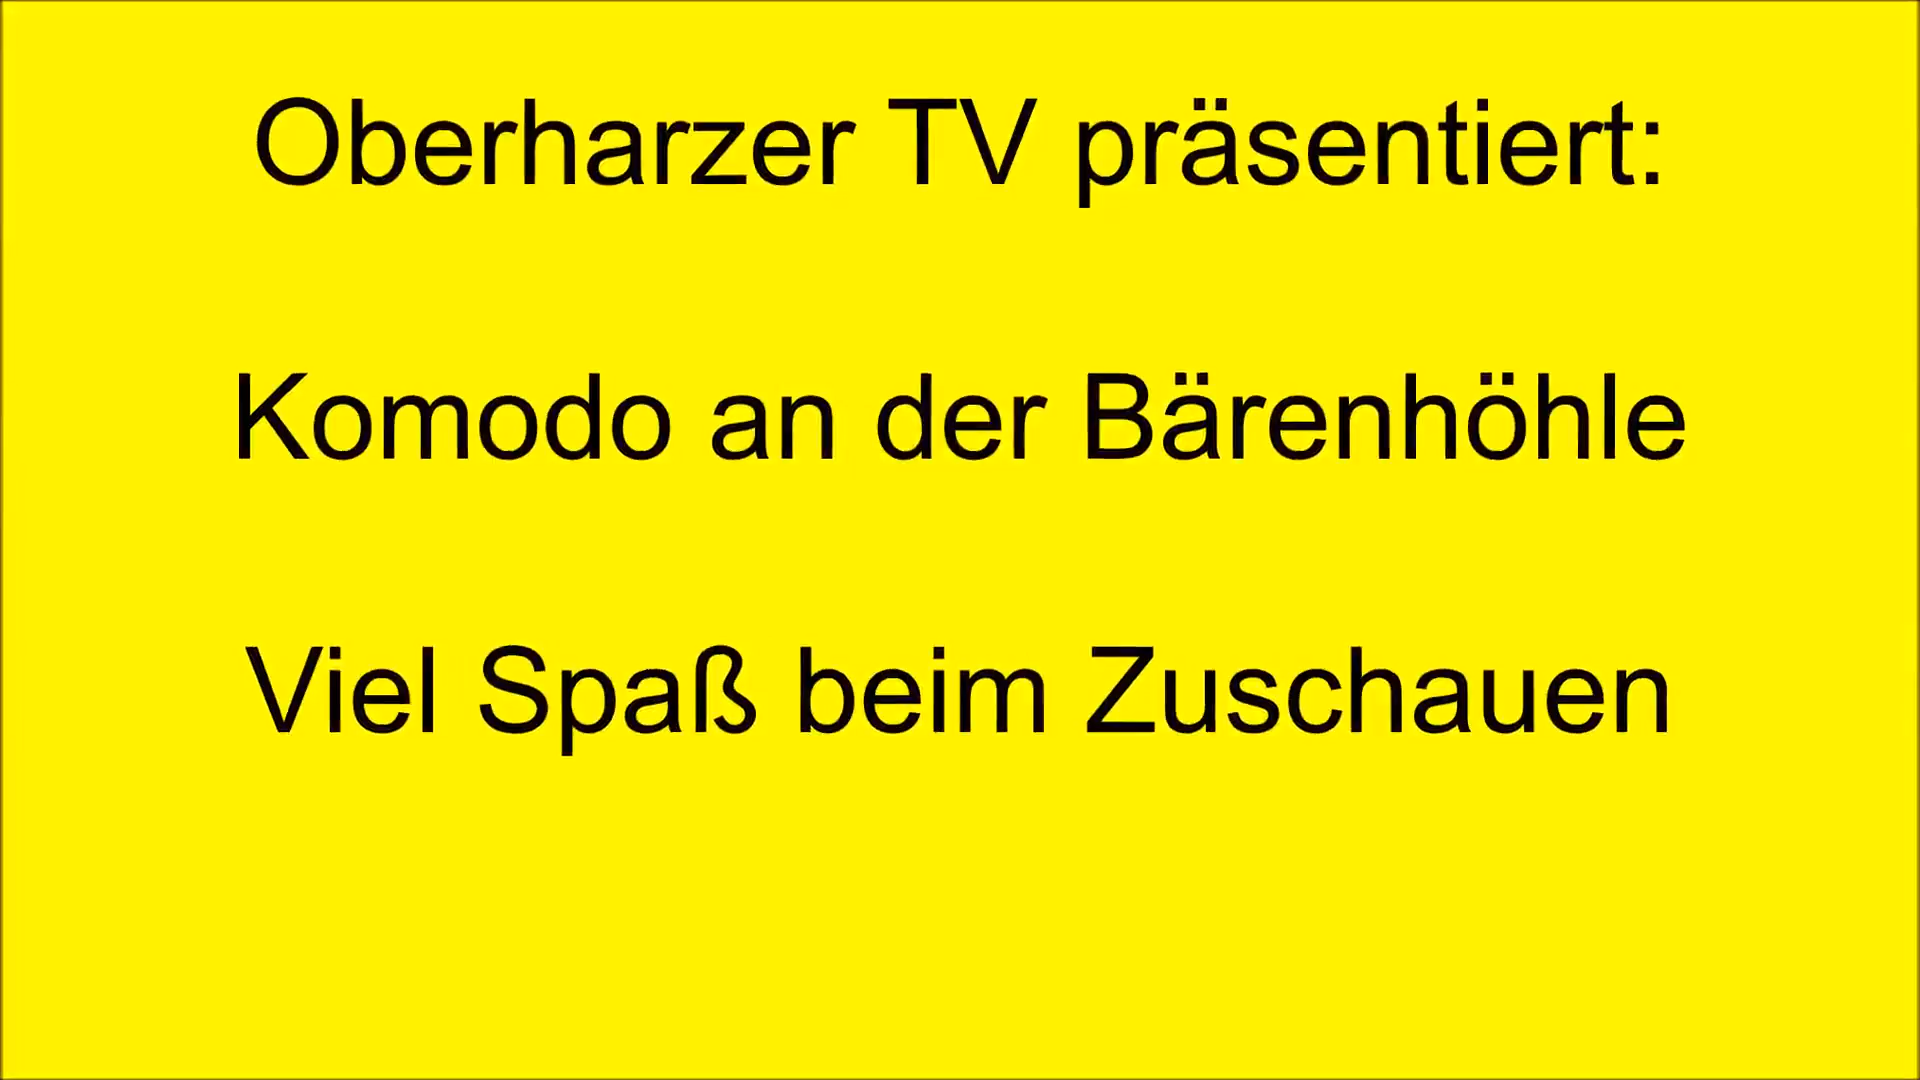 Oberharzer TV präsentiert:
Komodo an der Bärenhöhle
Viel Spaß beim Zuschauen